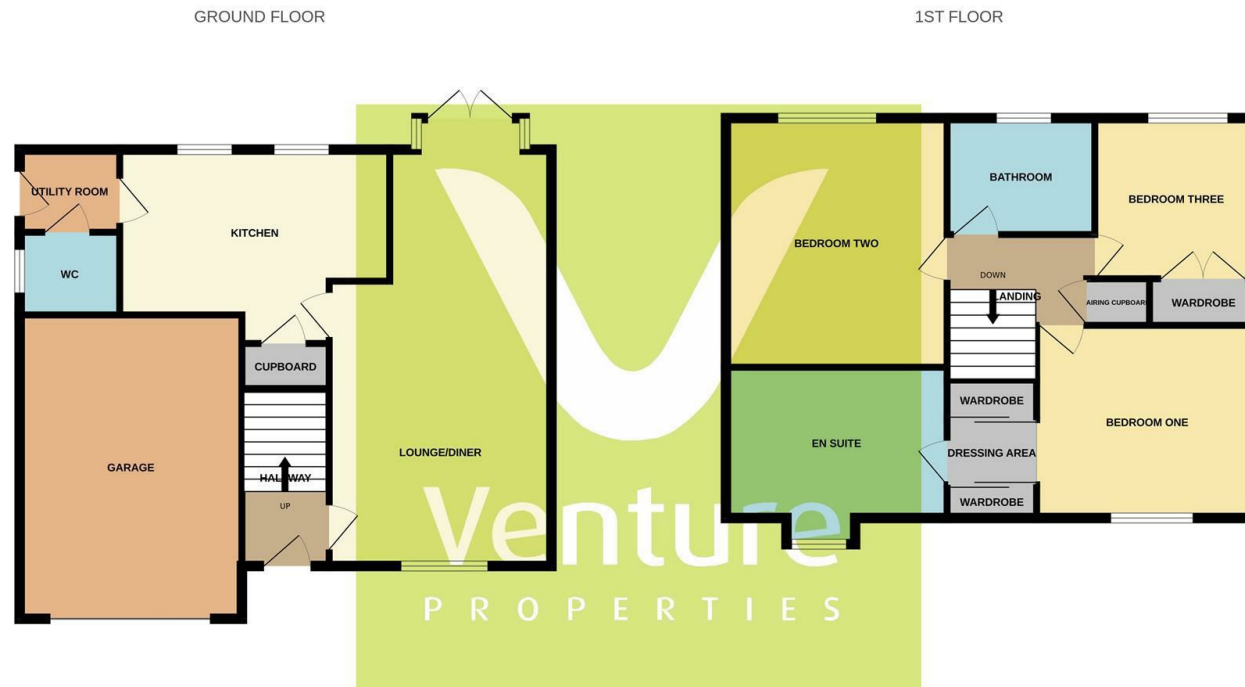 GROUND FLOOR
UTILITY ROOM
WC
KITCHEN
CUPBOARD
GARAGE
HALLWAY
UP
LOUNGE/DINER
1ST FLOOR
BEDROOM TWO
BATHROOM
BEDROOM THREE
DOWN
LANDING
AIRING CUPBOARD
WARDROBE
EN SUITE
WARDROBE
DRESSING AREA
WARDROBE
BEDROOM ONE
Venture
PROPERTIES